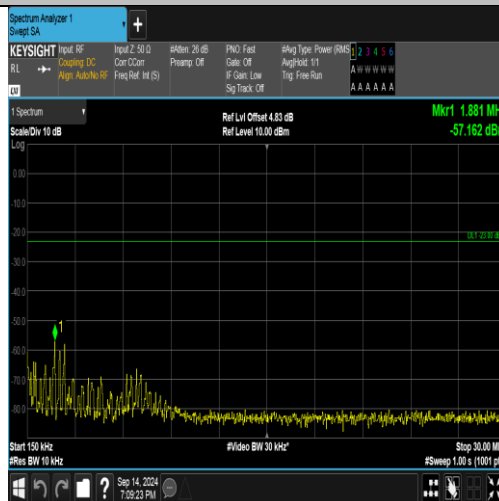 Spectrum Analyzer 1
Swept SA
+
KEYSIGHT Input: RF Input Z: 50 Ω #Atten: 26 dB PNO: Fast #Avg Type: Power (RMS 1 2 3 4 5 6
RL Coupling: DC Corr CCorr Preamp: Off Gate: Off Avg|Hold: 1/1 A W W W W W
Align: Auto/No RF Freq Ref: Int (S) IF Gain: Low Trig: Free Run
Sig Track: Off A A A A A A
1 Spectrum Ref Lvl Offset 4.83 dB Mkr1 1.881 MH
Scale/Div 10 dB Ref Level 10.00 dBm -57.162 dB
Log
0.00
-10.0
-20.0
DL1 -23.00
-30.0
-40.0
-50.0
1
-60.0
-70.0
-80.0
Start 150 kHz #Video BW 30 kHz* Stop 30.00 M
#Res BW 10 kHz #Sweep 1.00 s (1001 pt
? Sep 14, 2024
7:09:23 PM